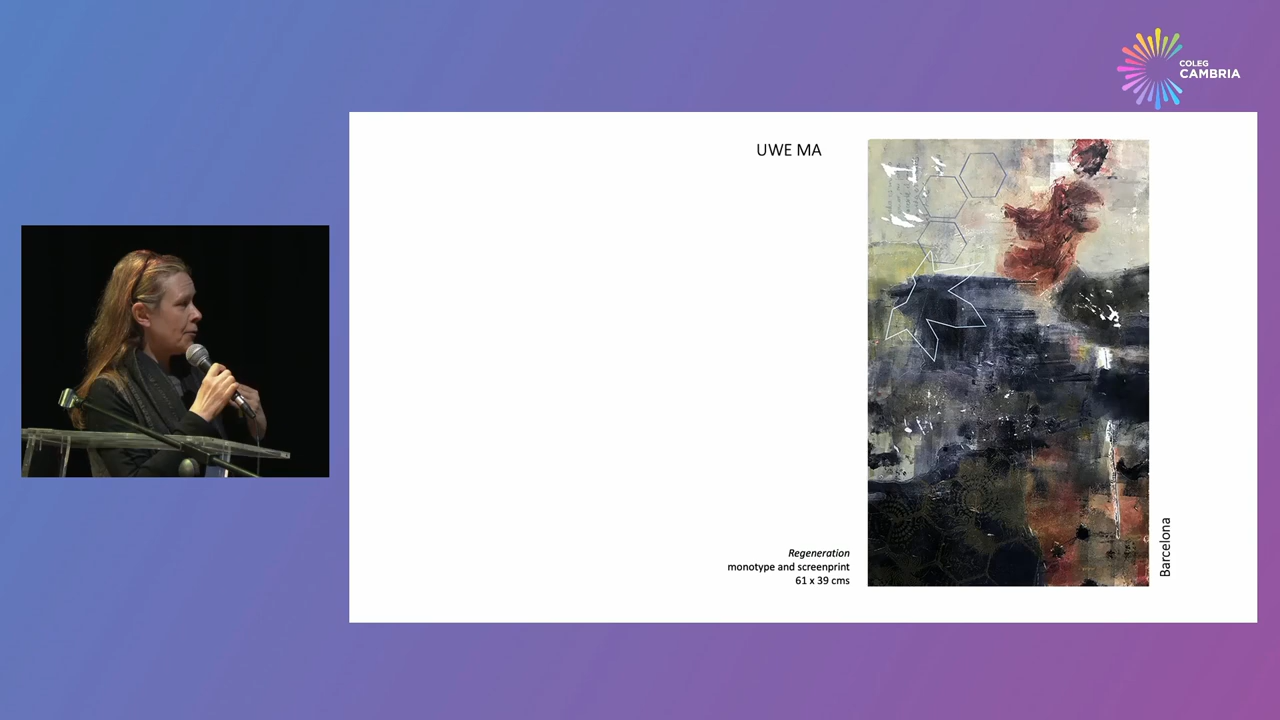 COLEG
CAMBRIA
UWE MA
Regeneration
monotype and screenprint
61 x 39 cms
Barcelona